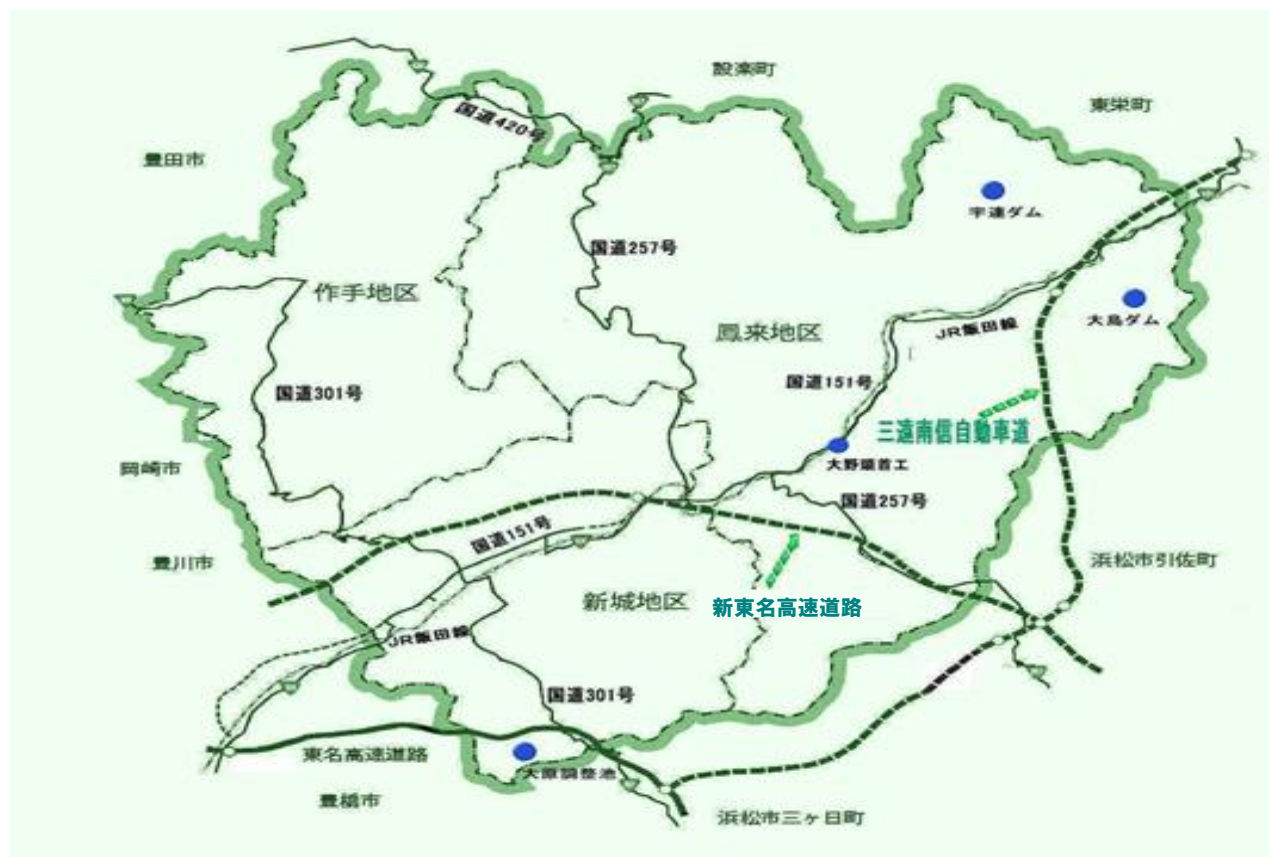 設楽町
東栄町
国道420号
豊田市
宇連ダム
国道257号
作手地区
大島ダム
鳳来地区
JR飯田線
国道151号
国道301号
三遠南信自動車道
大野頭首工
岡崎市
国道257号
国道151号
豊川市
浜松市引佐町
新城地区
新東名高速道路
JR飯田線
国道301号
東名高速道路
大原調整池
豊橋市
浜松市三ヶ日町